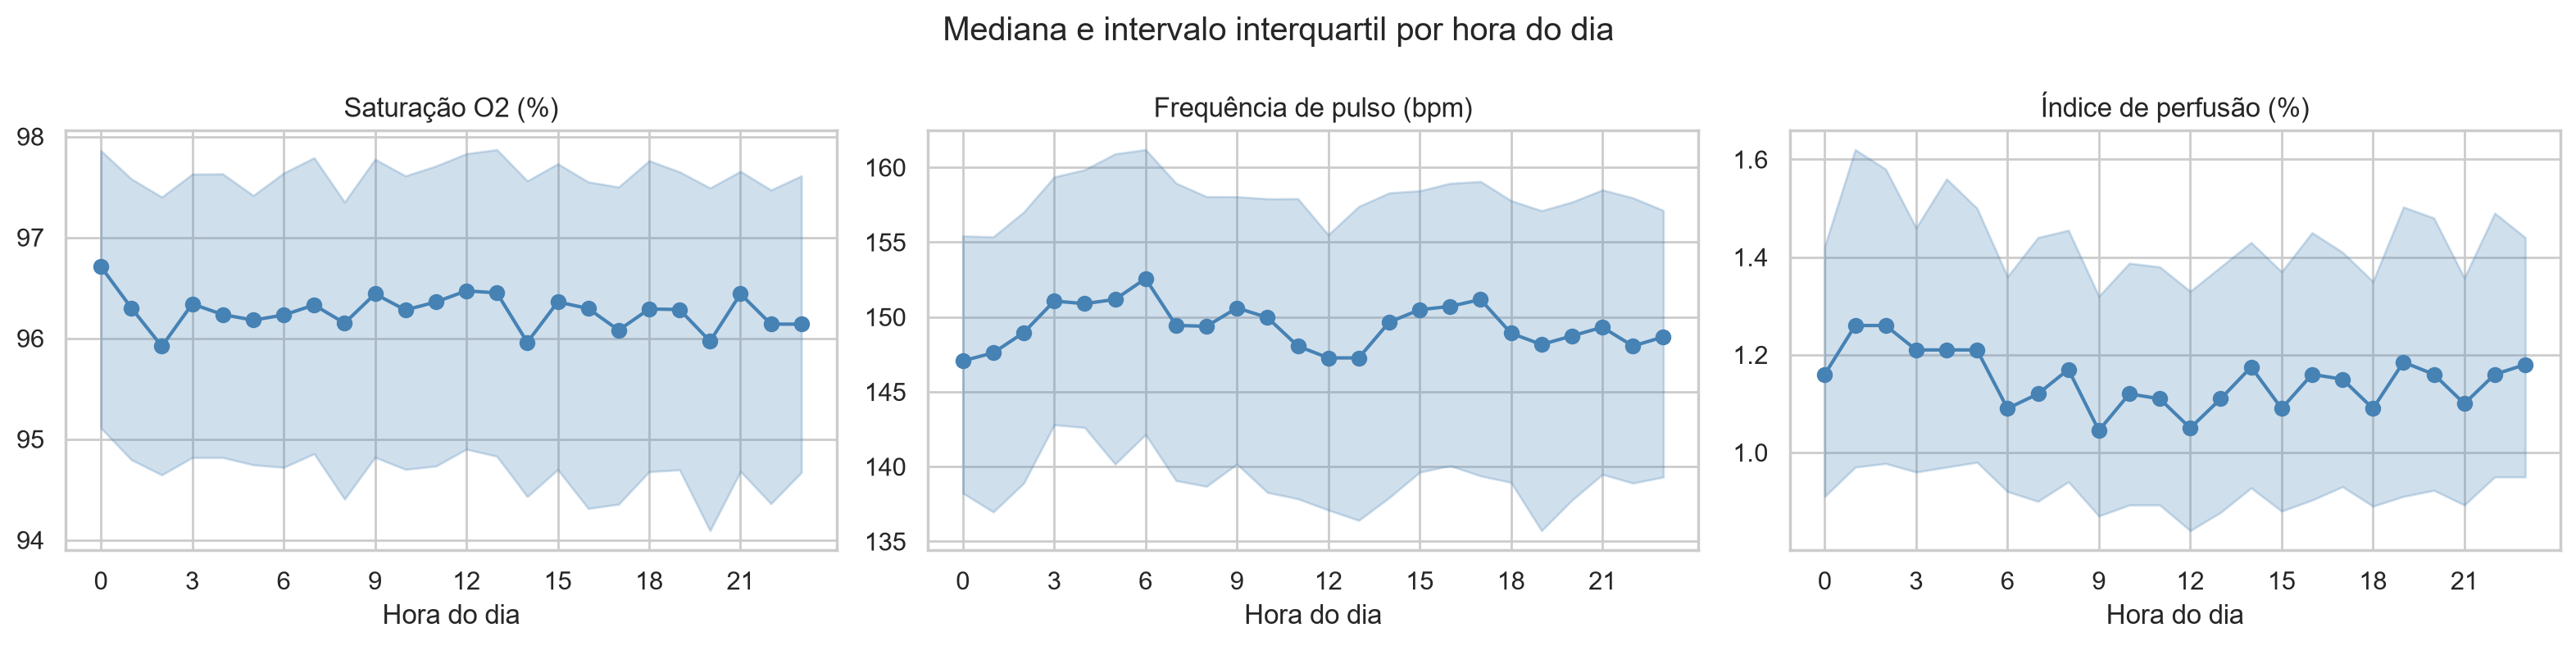 Mediana e intervalo interquartil por hora do dia
Saturação O2 (%)
98
97
96
95
94
0 3 6 9 12 15 18 21
Hora do dia
Frequência de pulso (bpm)
160
155
150
145
140
135
0 3 6 9 12 15 18 21
Hora do dia
Índice de perfusão (%)
1.6
1.4
1.2
1.0
0 3 6 9 12 15 18 21
Hora do dia